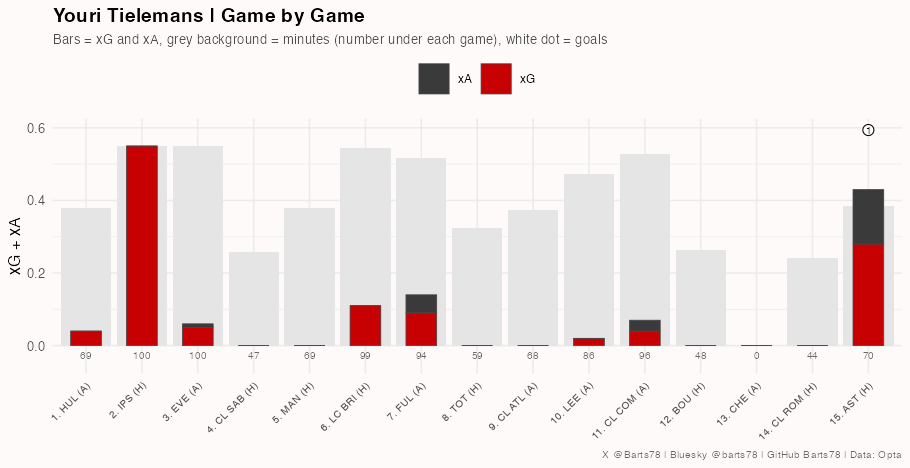 Youri Tielemans | Game by Game
Bars = xG and xA, grey background = minutes (number under each game), white dot = goals
xA
xG
xG + xA
0.6
0.4
0.2
0.0
1
69
100
100
47
69
99
94
59
68
86
96
48
0
44
70
1. HUL (A)
2. IPS (H)
3. EVE (A)
4. CL SAB (H)
5. MAN (H)
6. LC BRI (H)
7. FUL (A)
8. TOT (H)
9. CL ATL (A)
10. LEE (A)
11. CL COM (A)
12. BOU (H)
13. CHE (A)
14. CL ROM (H)
15. AST (H)
X @Barts78 | Bluesky @barts78 | GitHub Barts78 | Data: Opta